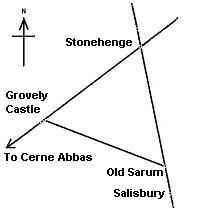 N
Stonehenge
Grovely
Castle
To Cerne Abbas
Old Sarum
Salisbury